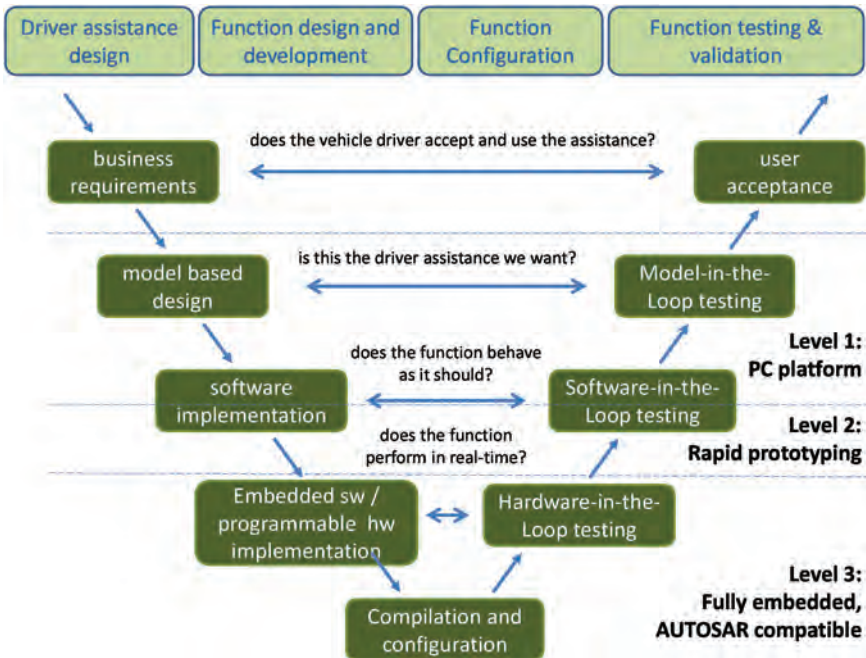 Driver assistance
design
Function design and
development
Function
Configuration
Function testing &
validation
does the vehicle driver accept and use the assistance?
business
requirements
user
acceptance
is this the driver assistance we want?
model based
design
Model-in-the-
Loop testing
Level 1:
PC platform
does the function behave
as it should?
software
implementation
Software-in-the-
Loop testing
Level 2:
Rapid prototyping
does the function
perform in real-time?
Embedded sw /
programmable hw
implementation
Hardware-in-the-
Loop testing
Level 3:
Fully embedded,
AUTOSAR compatible
Compilation and
configuration